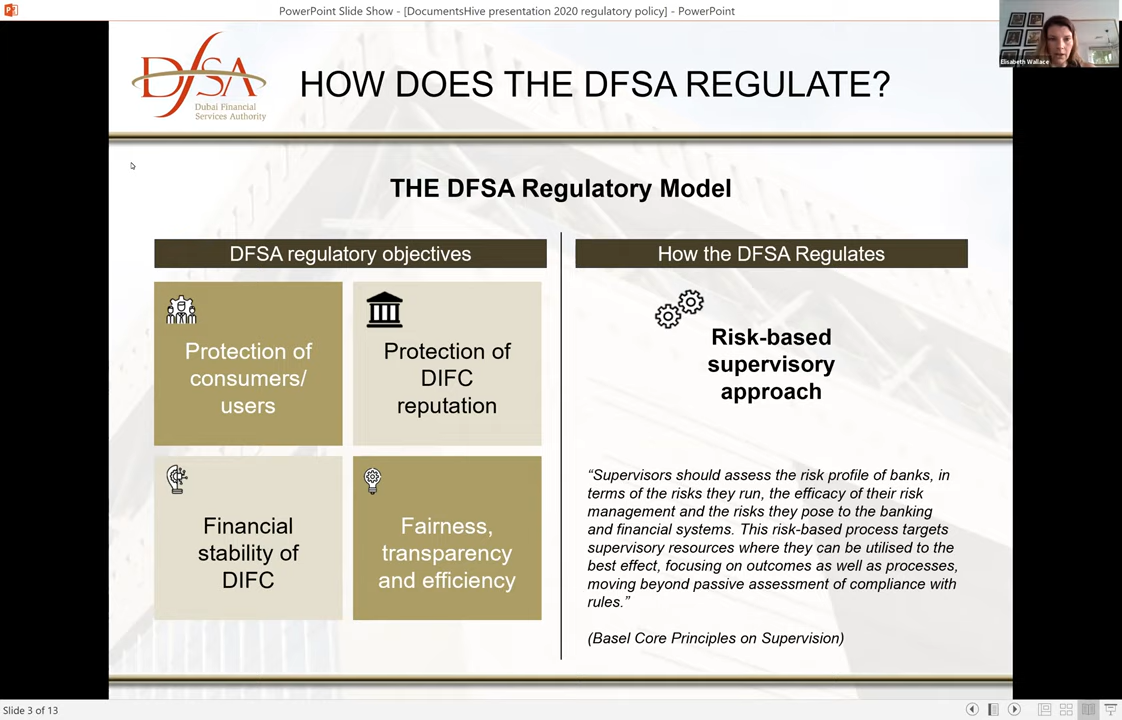 PowerPoint Slide Show - [DocumentsHive presentation 2020 regulatory policy] - PowerPoint
Elisabeth Wallace
DFSA
Dubai Financial
Services Authority
HOW DOES THE DFSA REGULATE?
THE DFSA Regulatory Model
DFSA regulatory objectives
Protection of
consumers/
users
Protection of
DIFC
reputation
Financial
stability of
DIFC
Fairness,
transparency
and efficiency
How the DFSA Regulates
Risk-based
supervisory
approach
“Supervisors should assess the risk profile of banks, in
terms of the risks they run, the efficacy of their risk
management and the risks they pose to the banking
and financial systems. This risk-based process targets
supervisory resources where they can be utilised to the
best effect, focusing on outcomes as well as processes,
moving beyond passive assessment of compliance with
rules.”
(Basel Core Principles on Supervision)
Slide 3 of 13